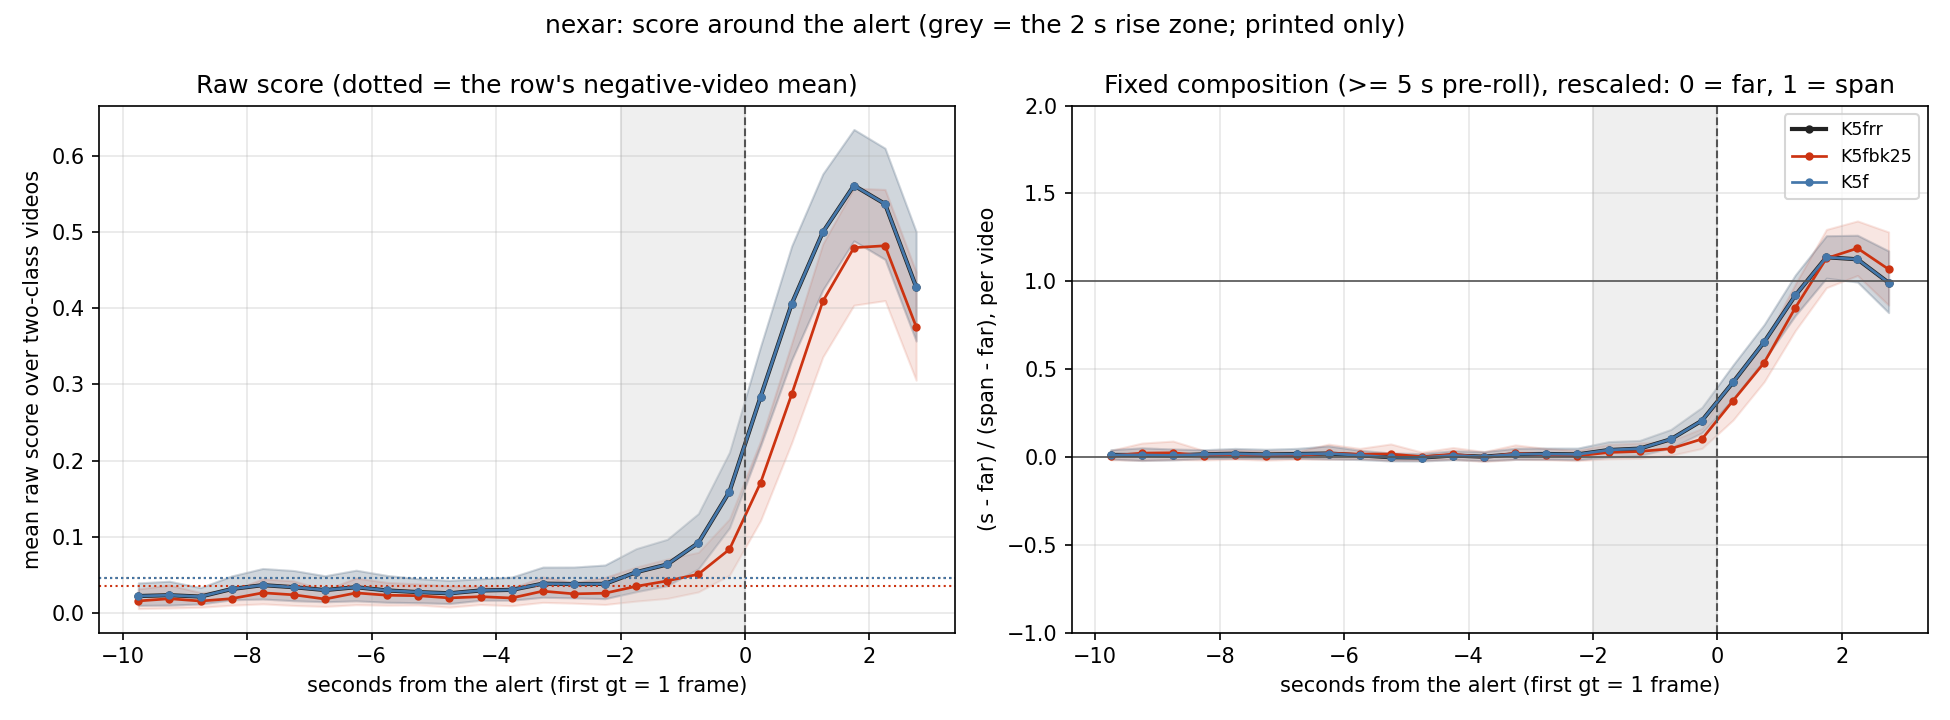 nexar: score around the alert (grey = the 2 s rise zone; printed only)
Raw score (dotted = the row's negative-video mean)
mean raw score over two-class videos
0.6
0.5
0.4
0.3
0.2
0.1
0.0
−10
−8
−6
−4
−2
0
2
seconds from the alert (first gt = 1 frame)
Fixed composition (>= 5 s pre-roll), rescaled: 0 = far, 1 = span
(s - far) / (span - far), per video
2.0
1.5
1.0
0.5
0.0
−0.5
−1.0
K5frr
K5fbk25
K5f
−10
−8
−6
−4
−2
0
2
seconds from the alert (first gt = 1 frame)